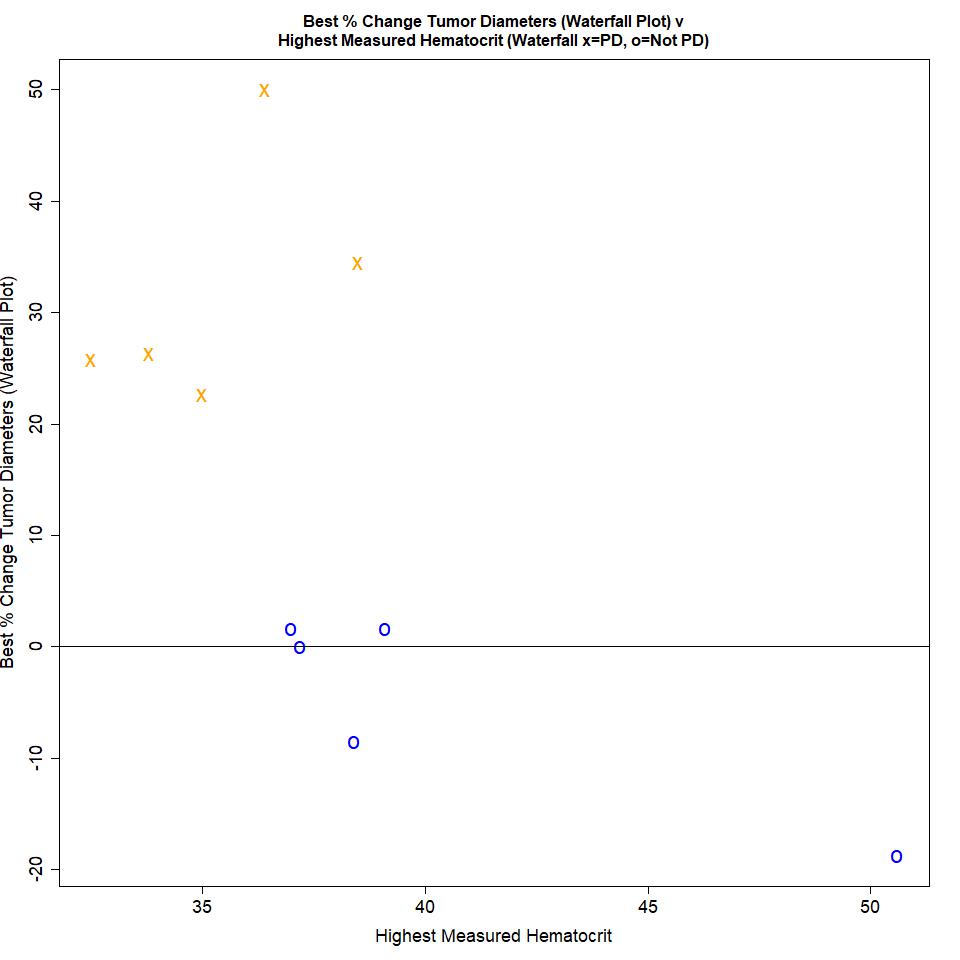 Best % Change Tumor Diameters (Waterfall Plot) v
Highest Measured Hematocrit (Waterfall x=PD, o=Not PD)
Best % Change Tumor Diameters (Waterfall Plot)
50
40
30
20
10
0
-10
-20
X
X
X
X
X
O
O
O
O
O
35
40
45
50
Highest Measured Hematocrit